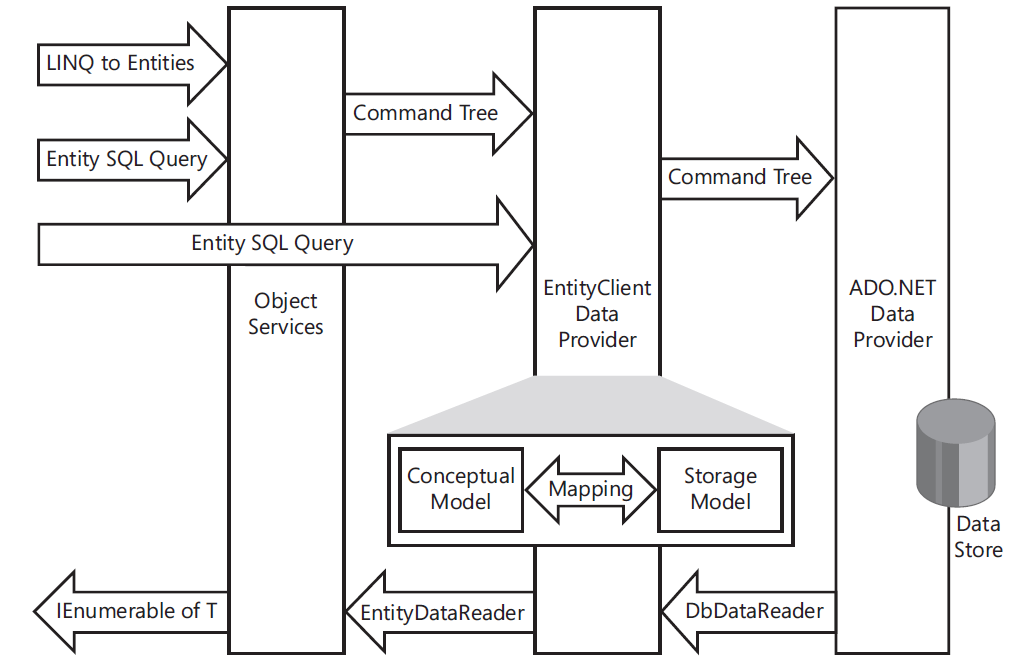 LINQ to Entities
Command Tree
Entity SQL Query
Command Tree
Entity SQL Query
Object
Services
EntityClient
Data
Provider
ADO.NET
Data
Provider
Conceptual
Model
Mapping
Storage
Model
Data
Store
IEnumerable of T
EntityDataReader
DbDataReader